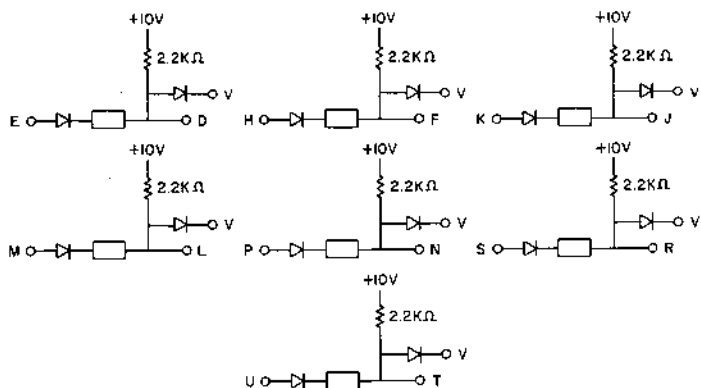 +10V +10V +10V
2.2KΩ 2.2KΩ 2.2KΩ
V V V
E D H F K J
+10V +10V +10V
2.2KΩ 2.2KΩ 2.2KΩ
V V V
M L P N S R
+10V
2.2KΩ
V
U T